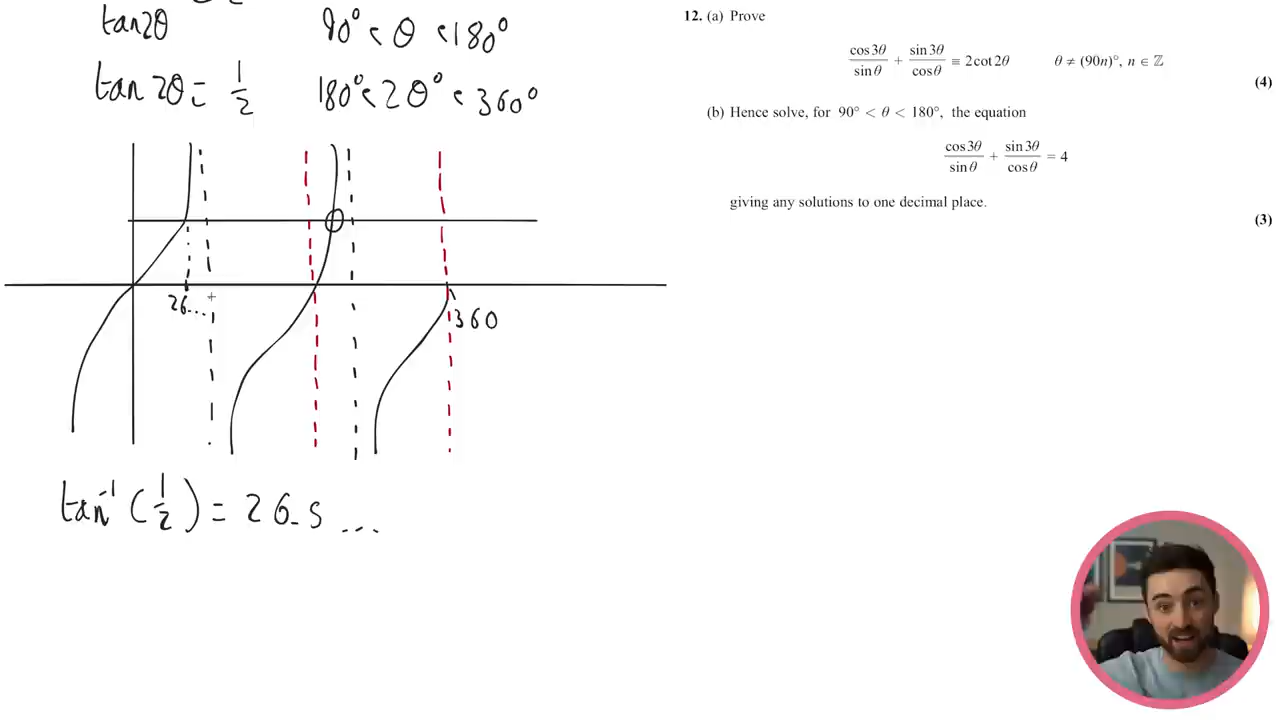 tan2θ
90° < θ < 180°
tan 2θ = 1/2
180° < 2θ° < 360°
26...
360
tan⁻¹ (1/2) = 26.5 ...
12. (a) Prove
cos3θ/sinθ + sin3θ/cosθ ≡ 2cot2θ θ ≠ (90n)°, n ∈ ℤ
(4)
(b) Hence solve, for 90° < θ < 180°, the equation
cos3θ/sinθ + sin3θ/cosθ = 4
giving any solutions to one decimal place.
(3)